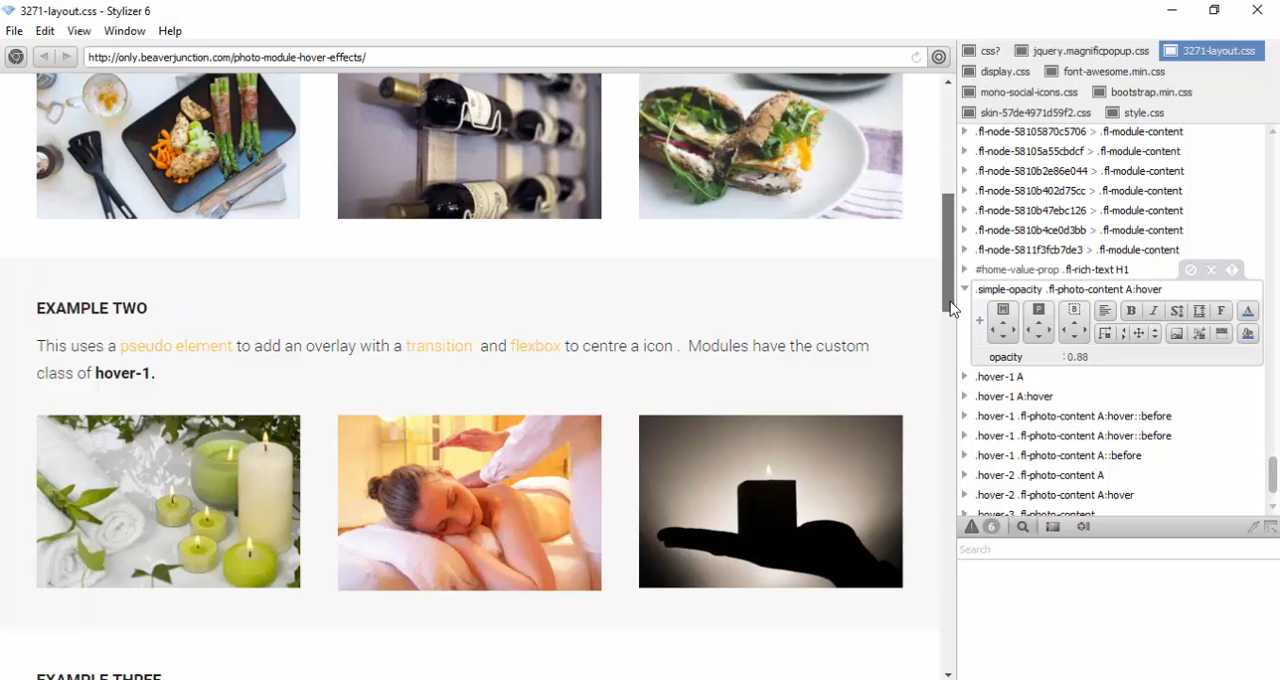 3271-layout.css - Stylizer 6
File Edit View Window Help
http://only.beaverjunction.com/photo-module-hover-effects/
EXAMPLE TWO
This uses a pseudo element to add an overlay with a transition and flexbox to centre a icon . Modules have the custom
class of hover-1.
EXAMPLE THREE
css? jquery.magnificpopup.css 3271-layout.css
display.css font-awesome.min.css
mono-social-icons.css bootstrap.min.css
skin-57de4971d59f2.css style.css
.fl-node-58105870c5706 > .fl-module-content
.fl-node-58105a55cbdcf > .fl-module-content
.fl-node-5810b2e86e044 > .fl-module-content
.fl-node-5810b402d75cc > .fl-module-content
.fl-node-5810b47ebc126 > .fl-module-content
.fl-node-5810b4ce0d3bb > .fl-module-content
.fl-node-5811f3fcb7de3 > .fl-module-content
#home-value-prop .fl-rich-text H1
.simple-opacity .fl-photo-content A:hover
M P B B I S F A
opacity : 0.88
.hover-1 A
.hover-1 A:hover
.hover-1 .fl-photo-content A:hover::before
.hover-1 .fl-photo-content A:hover::before
.hover-1 .fl-photo-content A::before
.hover-2 .fl-photo-content A
.hover-2 .fl-photo-content A:hover
.hover-3 .fl-photo-content
6
Search